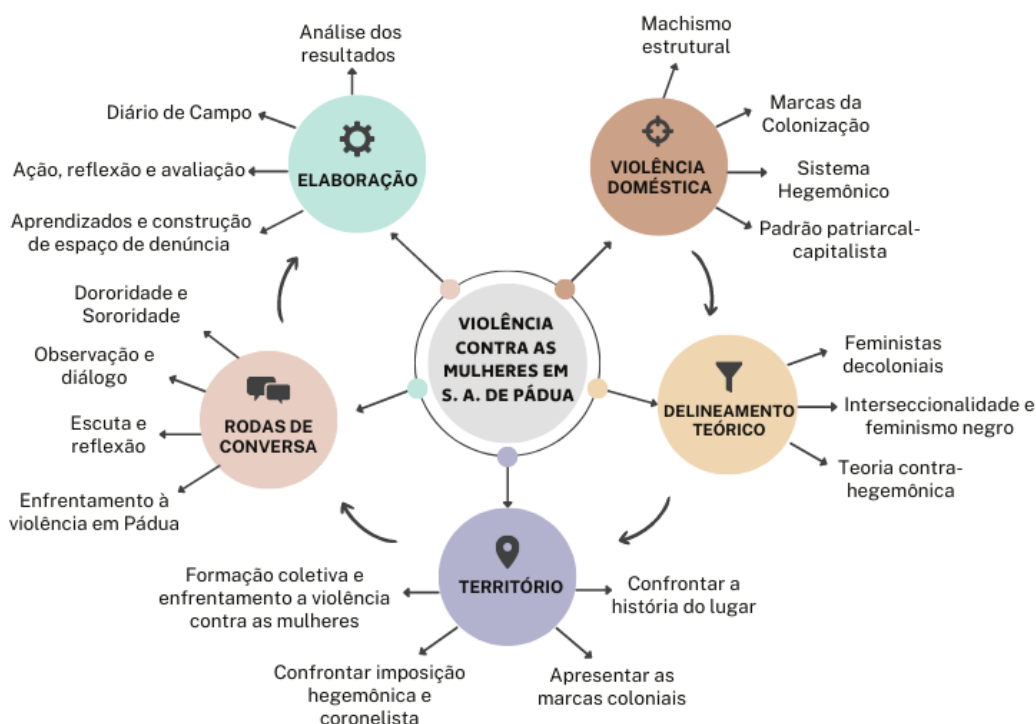 Análise dos
resultados
Diário de Campo
Ação, reflexão e avaliação
Aprendizados e construção
de espaço de denúncia
ELABORAÇÃO
Machismo
estrutural
Marcas da
Colonização
Sistema
Hegemônico
Padrão patriarcal-
capitalista
VIOLÊNCIA
DOMÉSTICA
VIOLÊNCIA
CONTRA AS
MULHERES EM
S. A. DE PÁDUA
Dororidade e
Sororidade
Observação e
diálogo
Escuta e
reflexão
Enfrentamento à
violência em Pádua
RODAS DE
CONVERSA
DELINEAMENTO
TEÓRICO
Feministas
decoloniais
Interseccionalidade e
feminismo negro
Teoria contra-
hegemônica
TERRITÓRIO
Formação coletiva e
enfrentamento a violência
contra as mulheres
Confrontar imposição
hegemônica e
coronelista
Apresentar as
marcas coloniais
Confrontar a
história do lugar